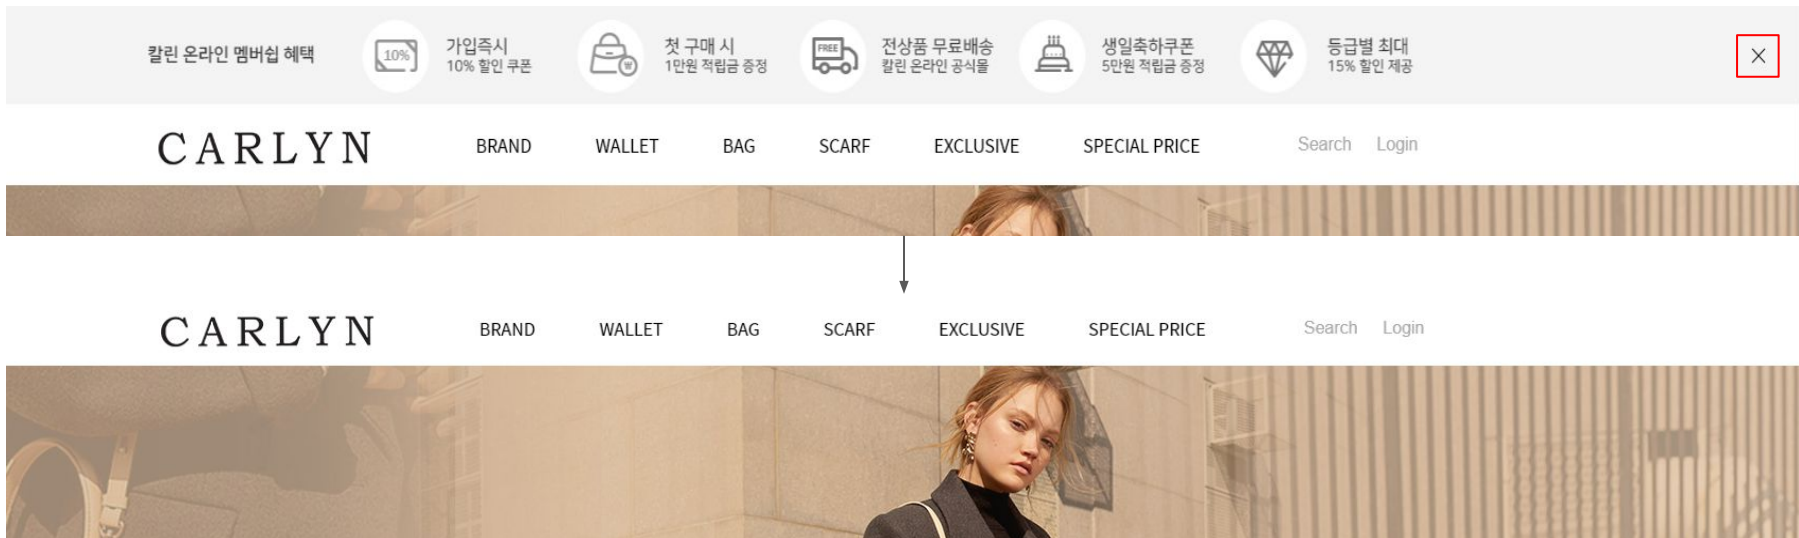 칼린 온라인 멤버쉽 혜택
10%
가입즉시
10% 할인 쿠폰
첫 구매 시
1만원 적립금 증정
FREE
전상품 무료배송
칼린 온라인 공식몰
생일축하쿠폰
5만원 적립금 증정
등급별 최대
15% 할인 제공
CARLYN BRAND WALLET BAG SCARF EXCLUSIVE SPECIAL PRICE Search Login
CARLYN BRAND WALLET BAG SCARF EXCLUSIVE SPECIAL PRICE Search Login